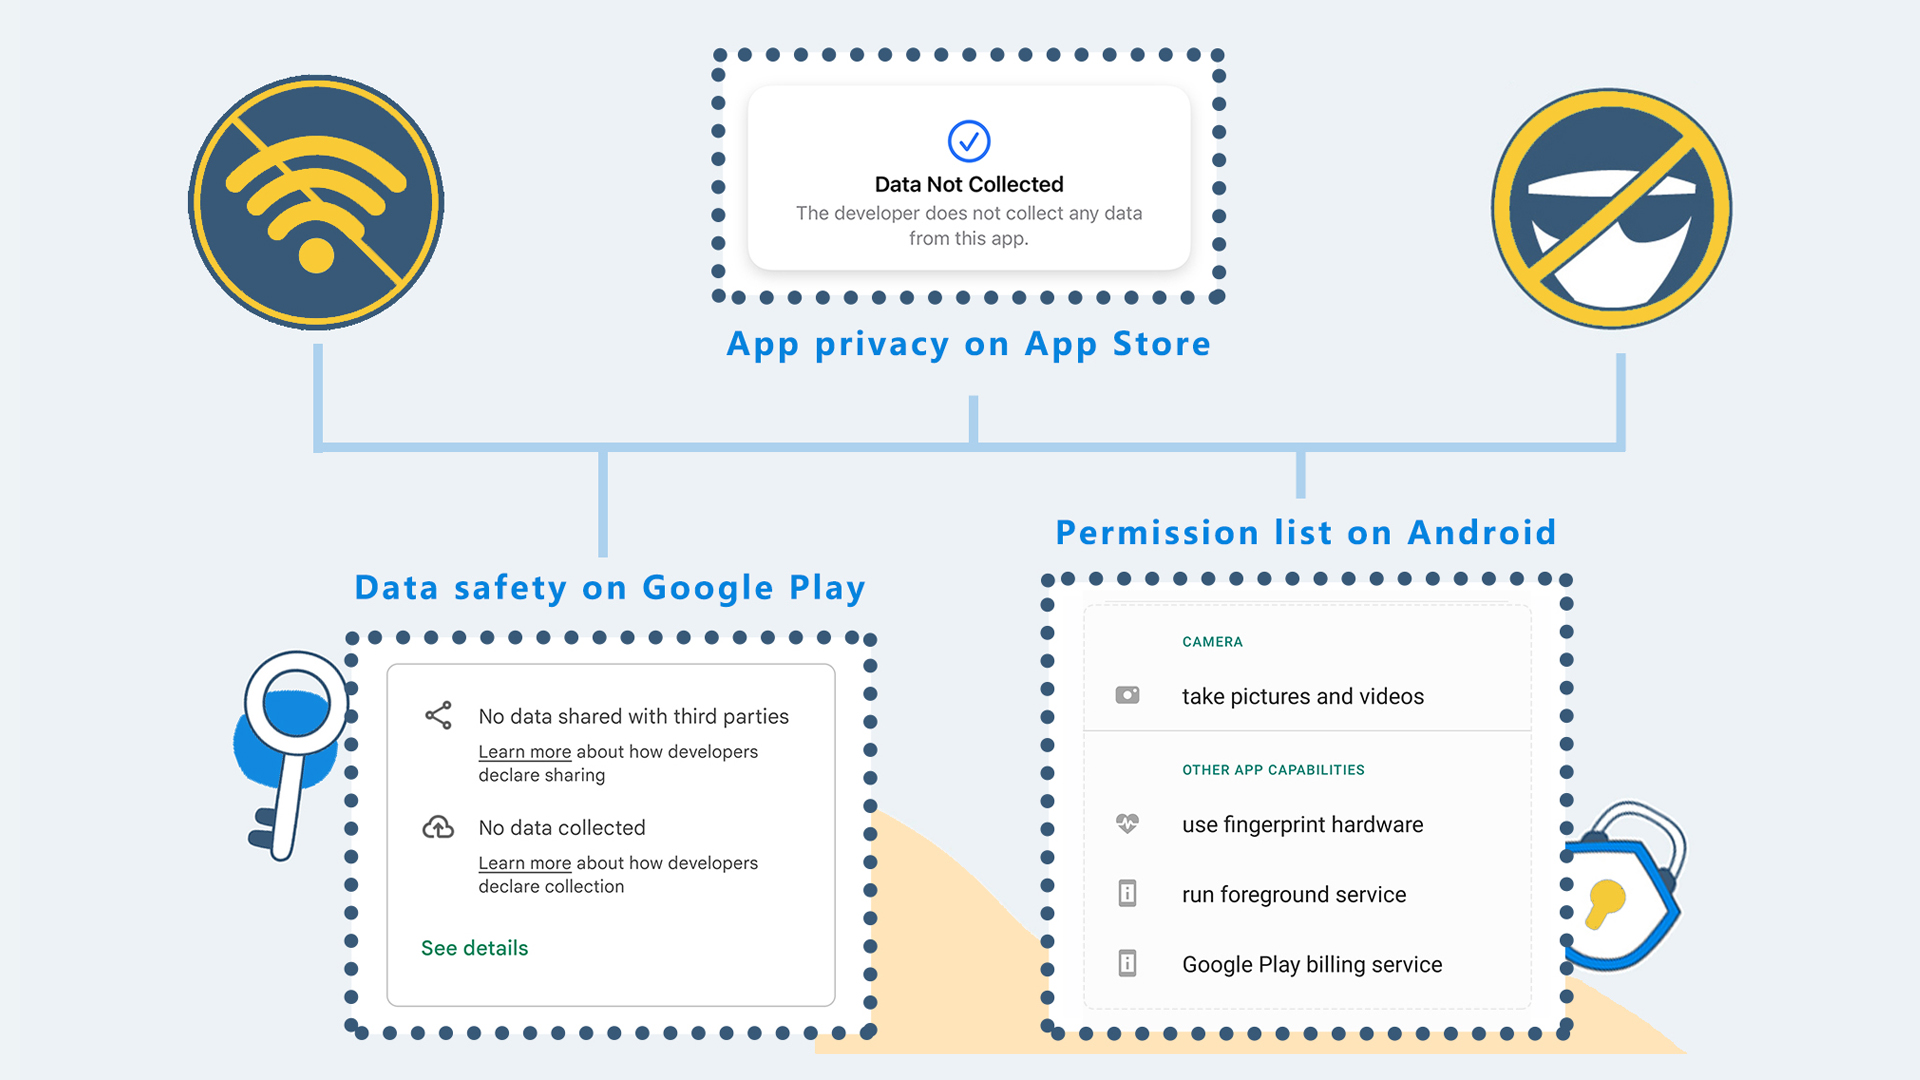 Data Not Collected
The developer does not collect any data
from this app.
App privacy on App Store
Data safety on Google Play
No data shared with third parties
Learn more about how developers
declare sharing
No data collected
Learn more about how developers
declare collection
See details
Permission list on Android
CAMERA
take pictures and videos
OTHER APP CAPABILITIES
use fingerprint hardware
run foreground service
Google Play billing service